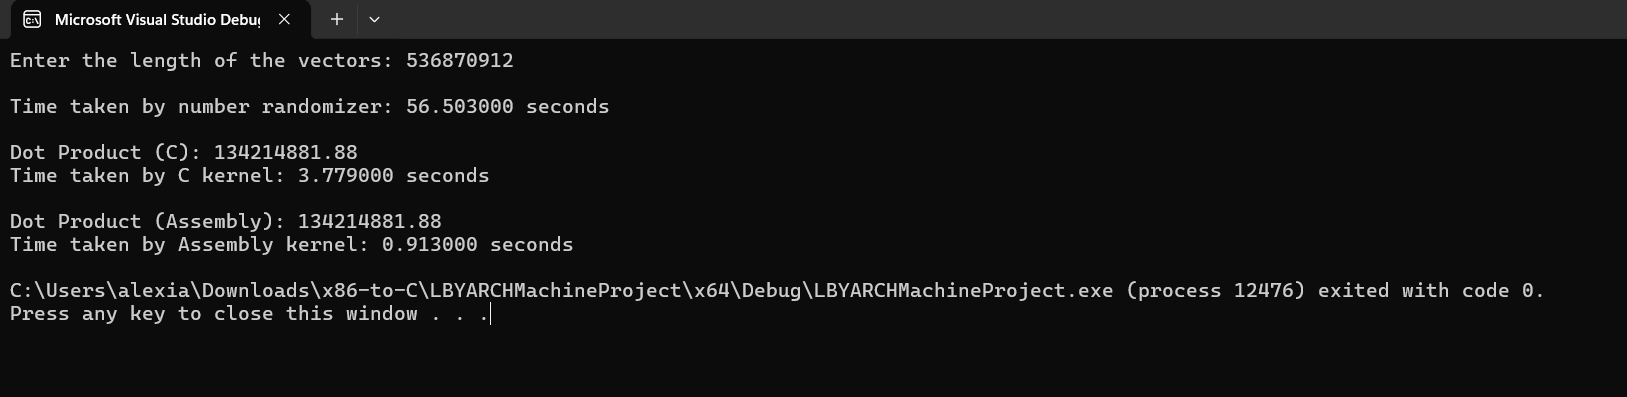 Microsoft Visual Studio Debu
Enter the length of the vectors: 536870912
Time taken by number randomizer: 56.503000 seconds
Dot Product (C): 134214881.88
Time taken by C kernel: 3.779000 seconds
Dot Product (Assembly): 134214881.88
Time taken by Assembly kernel: 0.913000 seconds
C:\Users\alexia\Downloads\x86-to-C\LBYARCHMachineProject\x64\Debug\LBYARCHMachineProject.exe (process 12476) exited with code 0.
Press any key to close this window . . .